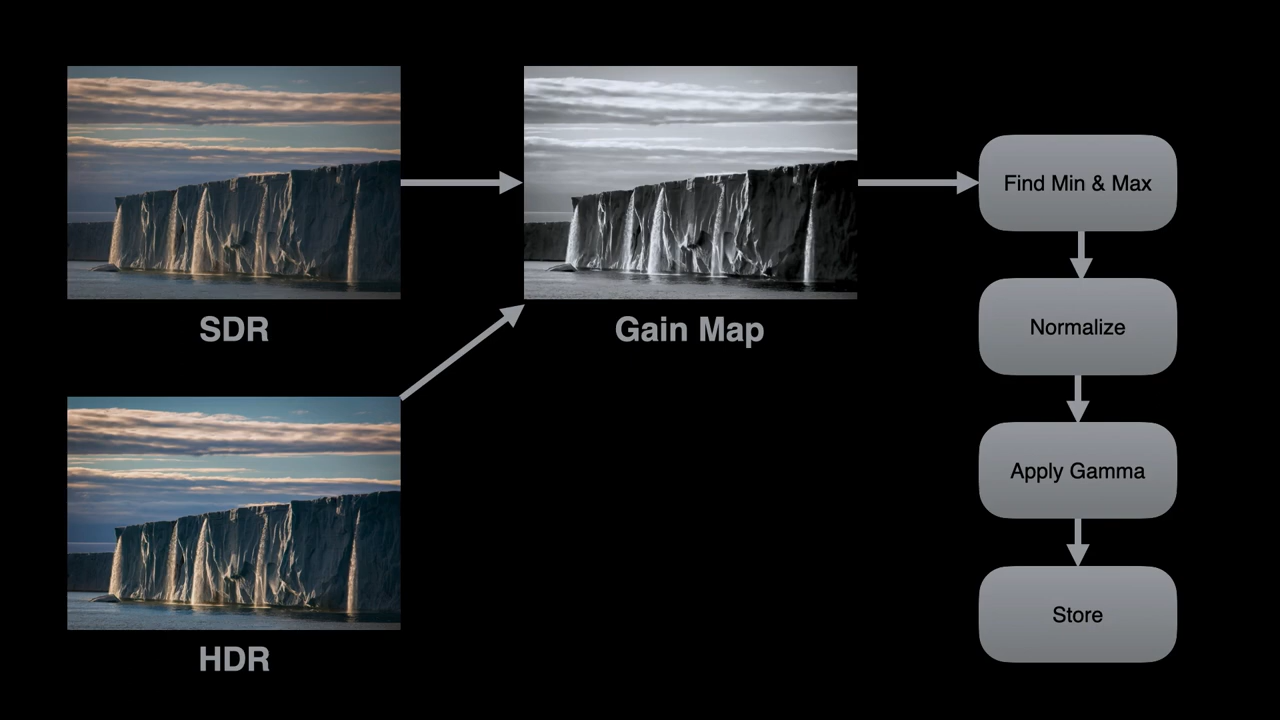 SDR
Gain Map
HDR
Find Min & Max
Normalize
Apply Gamma
Store